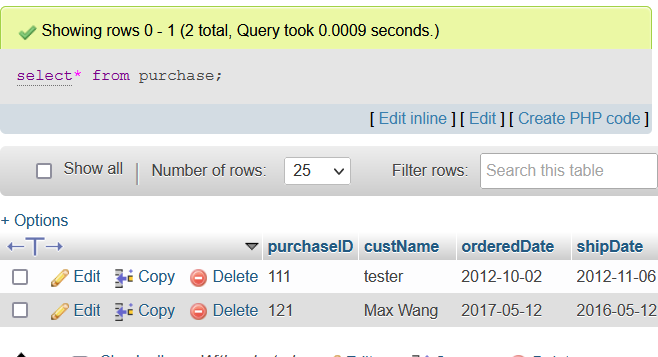 Showing rows 0 - 1 (2 total, Query took 0.0009 seconds.)
select* from purchase;
[ Edit inline ] [ Edit ] [ Create PHP code ]
Show all Number of rows: 25 Filter rows: Search this table
+ Options
←T→ purchaseID custName orderedDate shipDate
Edit Copy Delete 111 tester 2012-10-02 2012-11-06
Edit Copy Delete 121 Max Wang 2017-05-12 2016-05-12